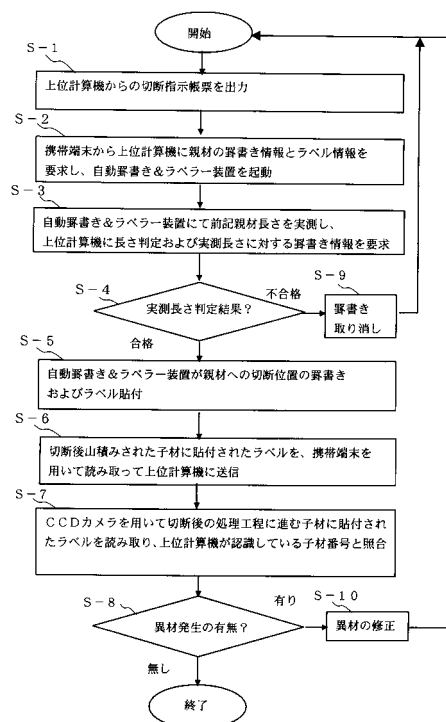 開始
S-1
上位計算機からの切断指示帳票を出力
S-2
携帯端末から上位計算機に親材の罫書き情報とラベル情報を
要求し、自動罫書き&ラベラー装置を起動
S-3
自動罫書き&ラベラー装置にて前記親材長さを実測し、
上位計算機に長さ判定および実測長さに対する罫書き情報を要求
S-4
実測長さ判定結果?
不合格
S-9
罫書き
取り消し
合格
S-5
自動罫書き&ラベラー装置が親材への切断位置の罫書き
およびラベル貼付
S-6
切断後山積みされた子材に貼付されたラベルを、携帯端末を
用いて読み取って上位計算機に送信
S-7
CCDカメラを用いて切断後の処理工程に進む子材に貼付され
たラベルを読み取り、上位計算機が認識している子材番号と照合
S-8
異材発生の有無?
有り
S-10
異材の修正
無し
終了